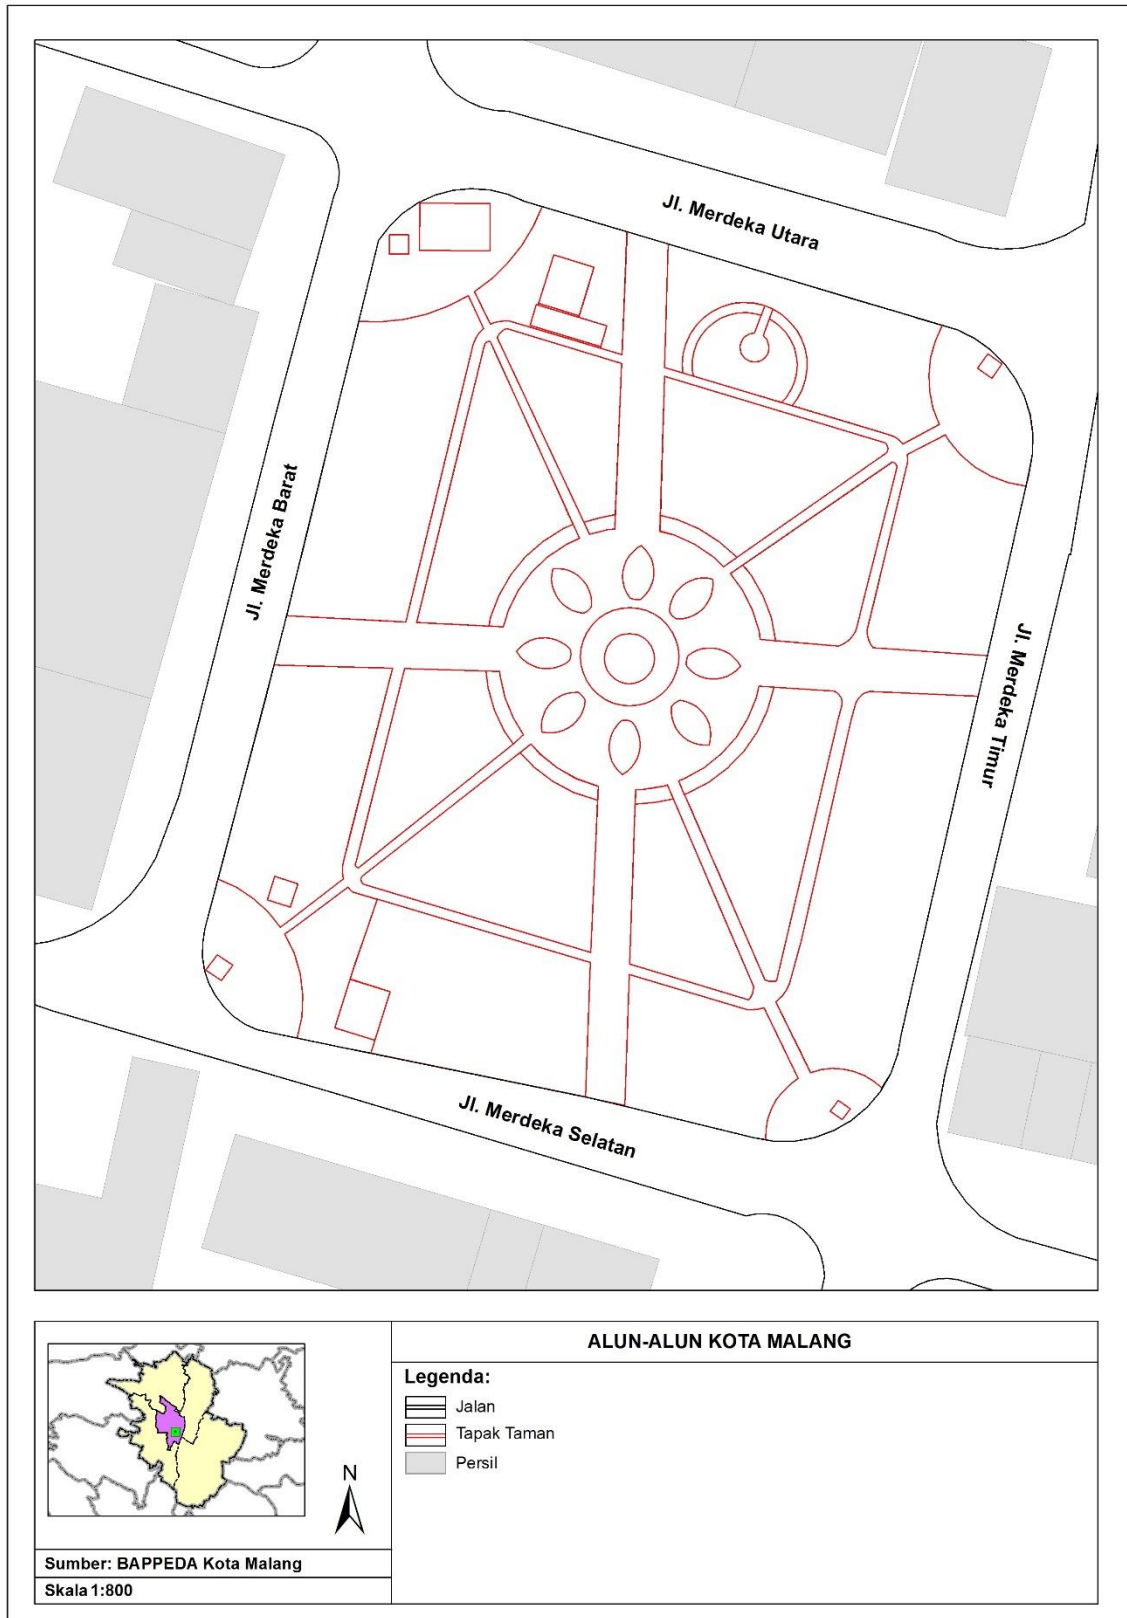 Jl. Merdeka Utara
Jl. Merdeka Barat
Jl. Merdeka Timur
Jl. Merdeka Selatan
ALUN-ALUN KOTA MALANG
Legenda:
Jalan
Tapak Taman
Persil
N
Sumber: BAPPEDA Kota Malang
Skala 1:800